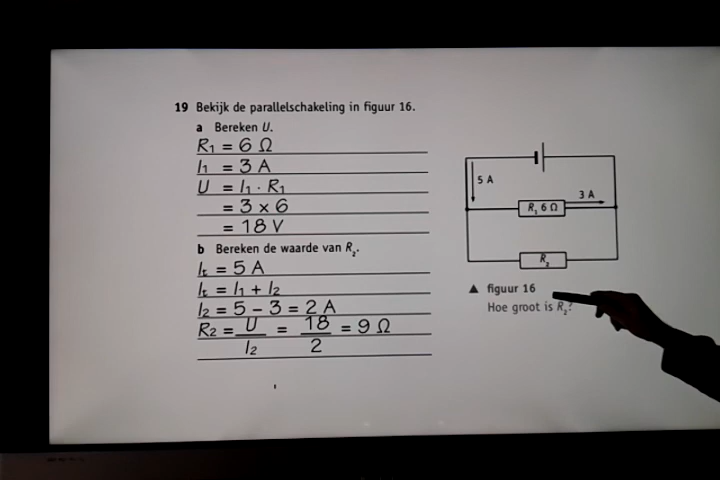 19 Bekijk de parallelschakeling in figuur 16.
a Bereken U.
R₁ = 6 Ω
I₁ = 3 A
U = I₁ · R₁
= 3 × 6
= 18 V
b Bereken de waarde van R₂.
Iₜ = 5 A
Iₜ = I₁ + I₂
I₂ = 5 - 3 = 2 A
R₂ = U/I₂ = 18/2 = 9 Ω
5 A
3 A
R₁ 6 Ω
R₂
▲ figuur 16
Hoe groot is R₂?